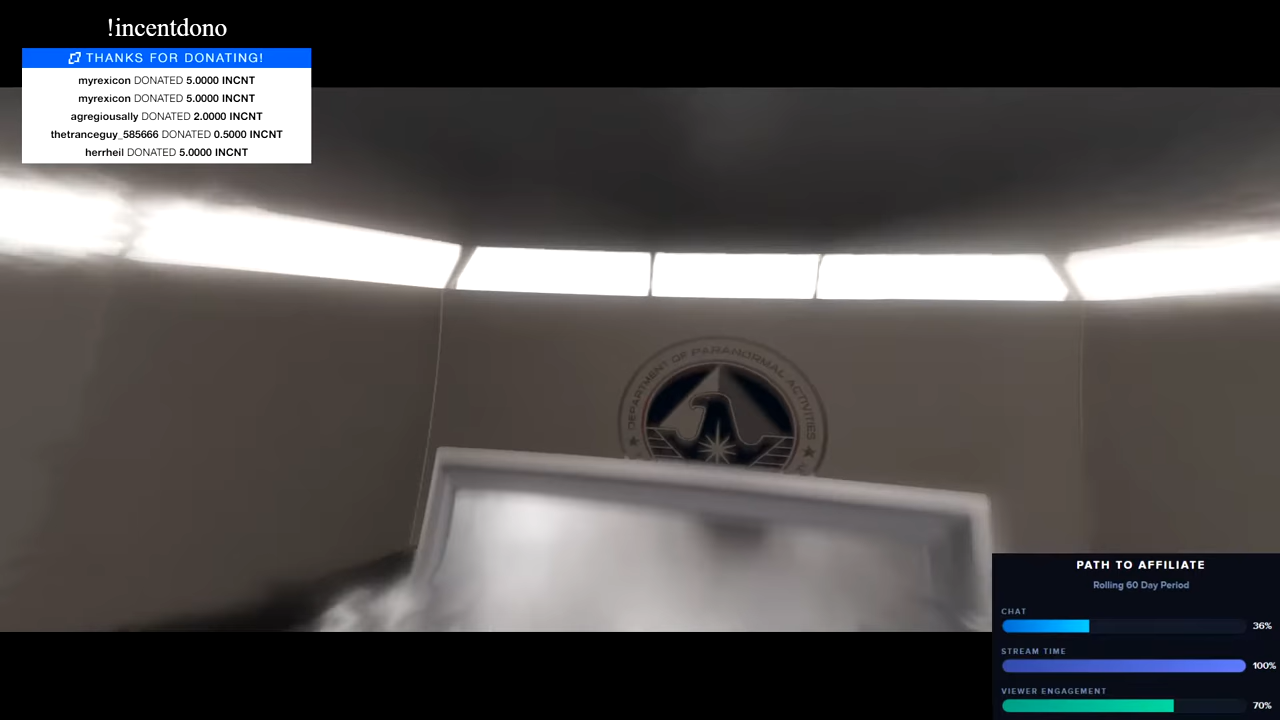 !incentdono
THANKS FOR DONATING!
myrexicon DONATED 5.0000 INCNT
myrexicon DONATED 5.0000 INCNT
agregiousally DONATED 2.0000 INCNT
thetranceguy_585666 DONATED 0.5000 INCNT
herrheil DONATED 5.0000 INCNT
DEPARTMENT OF PARANORMAL ACTIVITIES
PATH TO AFFILIATE
Rolling 60 Day Period
CHAT
36%
STREAM TIME
100%
VIEWER ENGAGEMENT
70%